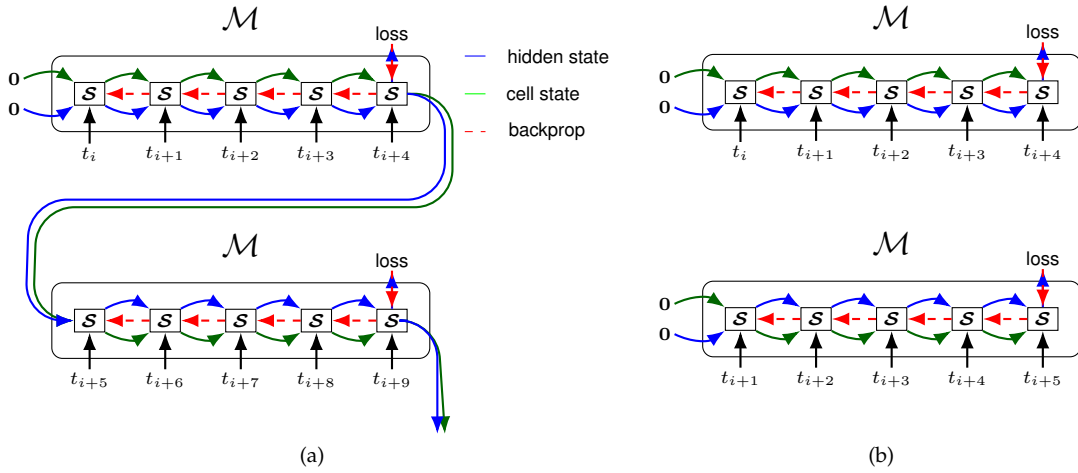 ℳ
loss
0
0
S S S S S
t_i t_{i+1} t_{i+2} t_{i+3} t_{i+4}
hidden state
cell state
backprop
ℳ
loss
S S S S S
t_{i+5} t_{i+6} t_{i+7} t_{i+8} t_{i+9}
(a)
ℳ
loss
0
0
S S S S S
t_i t_{i+1} t_{i+2} t_{i+3} t_{i+4}
ℳ
loss
0
0
S S S S S
t_{i+1} t_{i+2} t_{i+3} t_{i+4} t_{i+5}
(b)